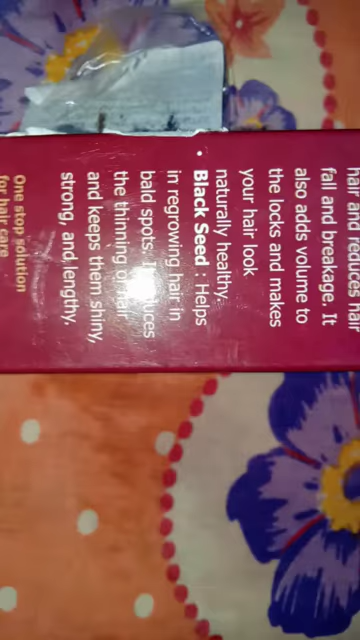 hair and reduces hair
fall and breakage. It
also adds volume to
the locks and makes
your hair look
naturally healthy.
• Black Seed : Helps
in regrowing hair in
bald spots. Reduces
the thinning of hair
and keeps them shiny,
strong, and lengthy.
One stop solution
for hair care